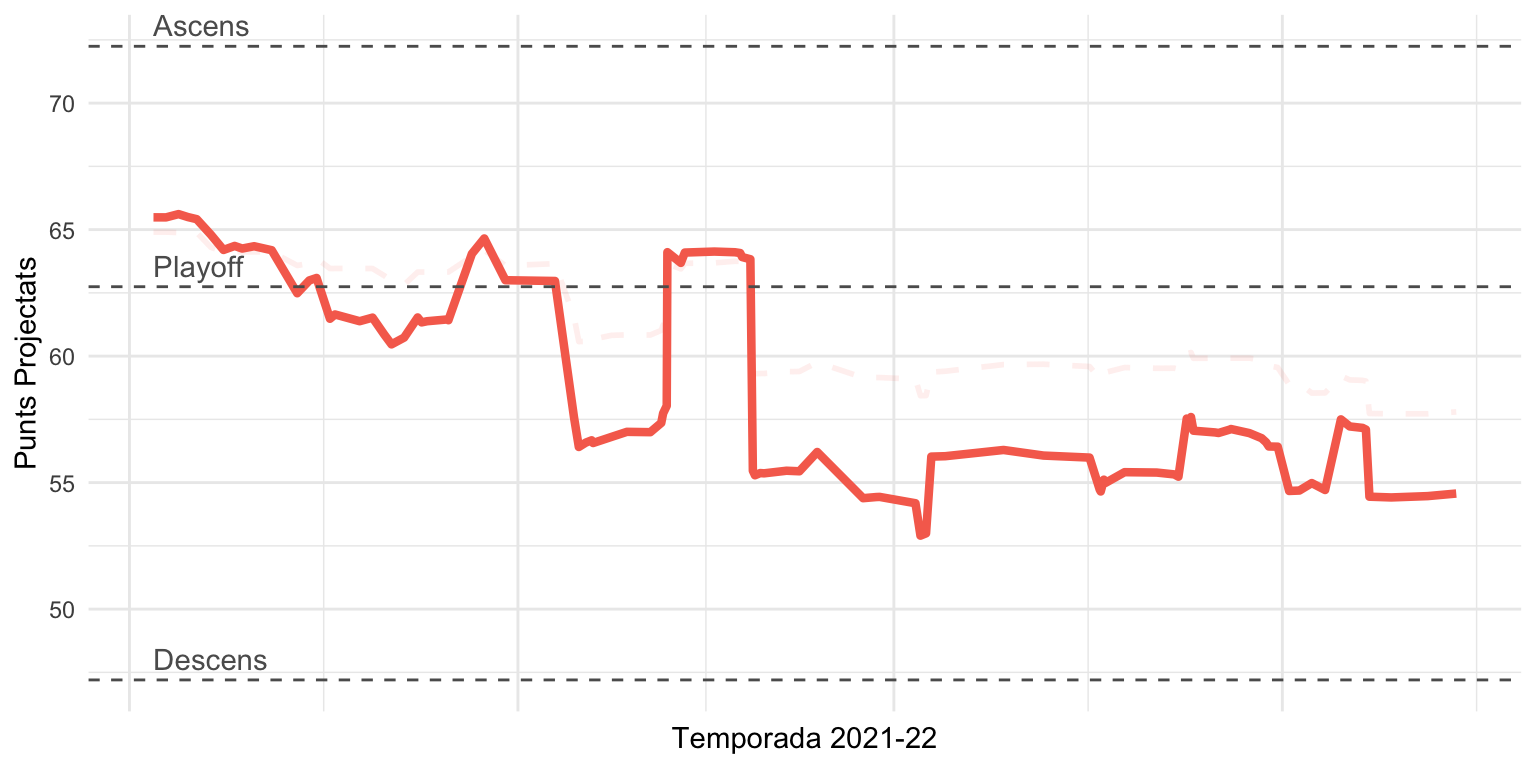 Ascens
70
65
Playoff
60
55
50
Descens
Punts Projectats
Temporada 2021-22